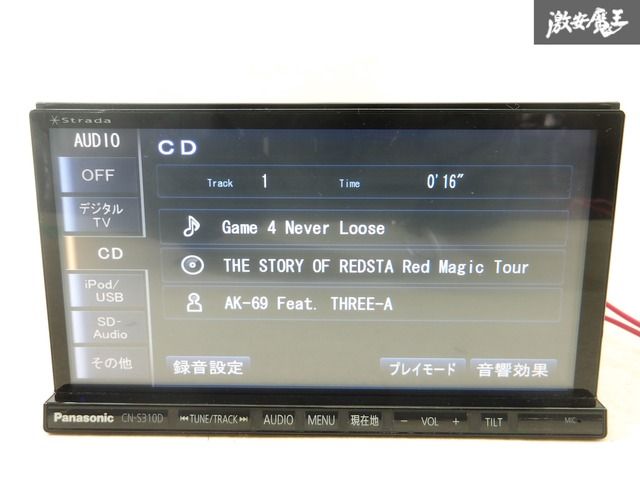 激安魔王
Strada
AUDIO
CD
OFF
Track 1 Time 0'16"
デジタル
TV
Game 4 Never Loose
CD
THE STORY OF REDSTA Red Magic Tour
iPod/
USB
AK-69 Feat. THREE-A
SD-
Audio
その他
録音設定
プレイモード
音響効果
Panasonic CN-S310D TUNE/TRACK AUDIO MENU 現在地 − VOL + TILT MIC